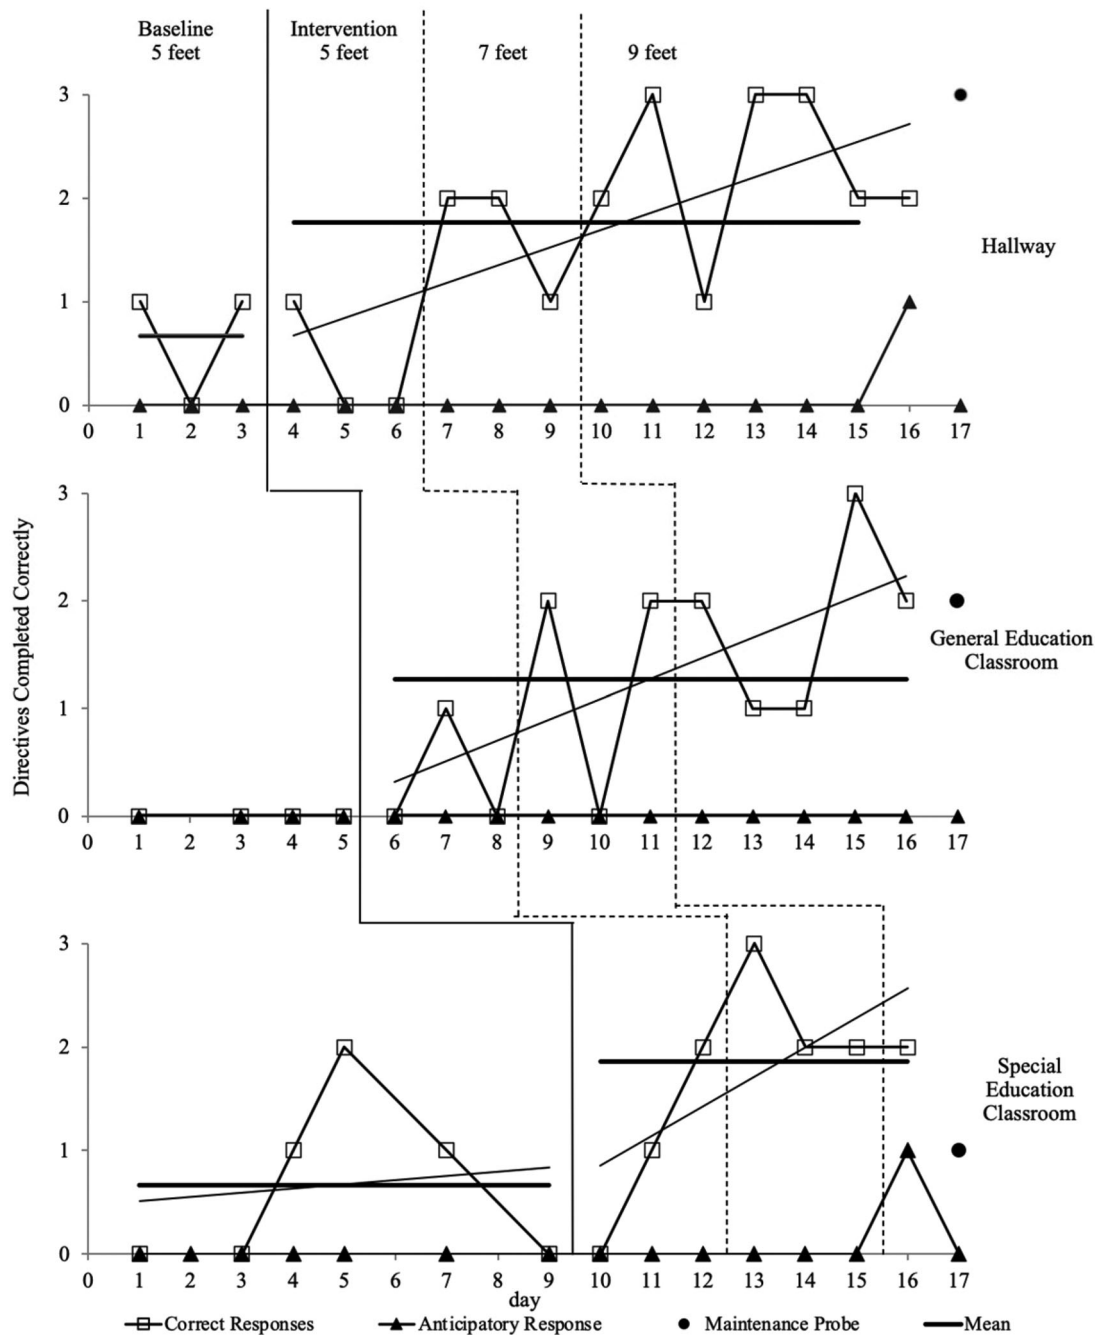 Baseline Intervention
5 feet 5 feet 7 feet 9 feet
3
2
1
0
0 1 2 3 4 5 6 7 8 9 10 11 12 13 14 15 16 17
Hallway
Directives Completed Correctly
3
2
1
0
0 1 2 3 4 5 6 7 8 9 10 11 12 13 14 15 16 17
General Education
Classroom
3
2
1
0
0 1 2 3 4 5 6 7 8 9 10 11 12 13 14 15 16 17
Special
Education
Classroom
day
Correct Responses Anticipatory Response Maintenance Probe Mean